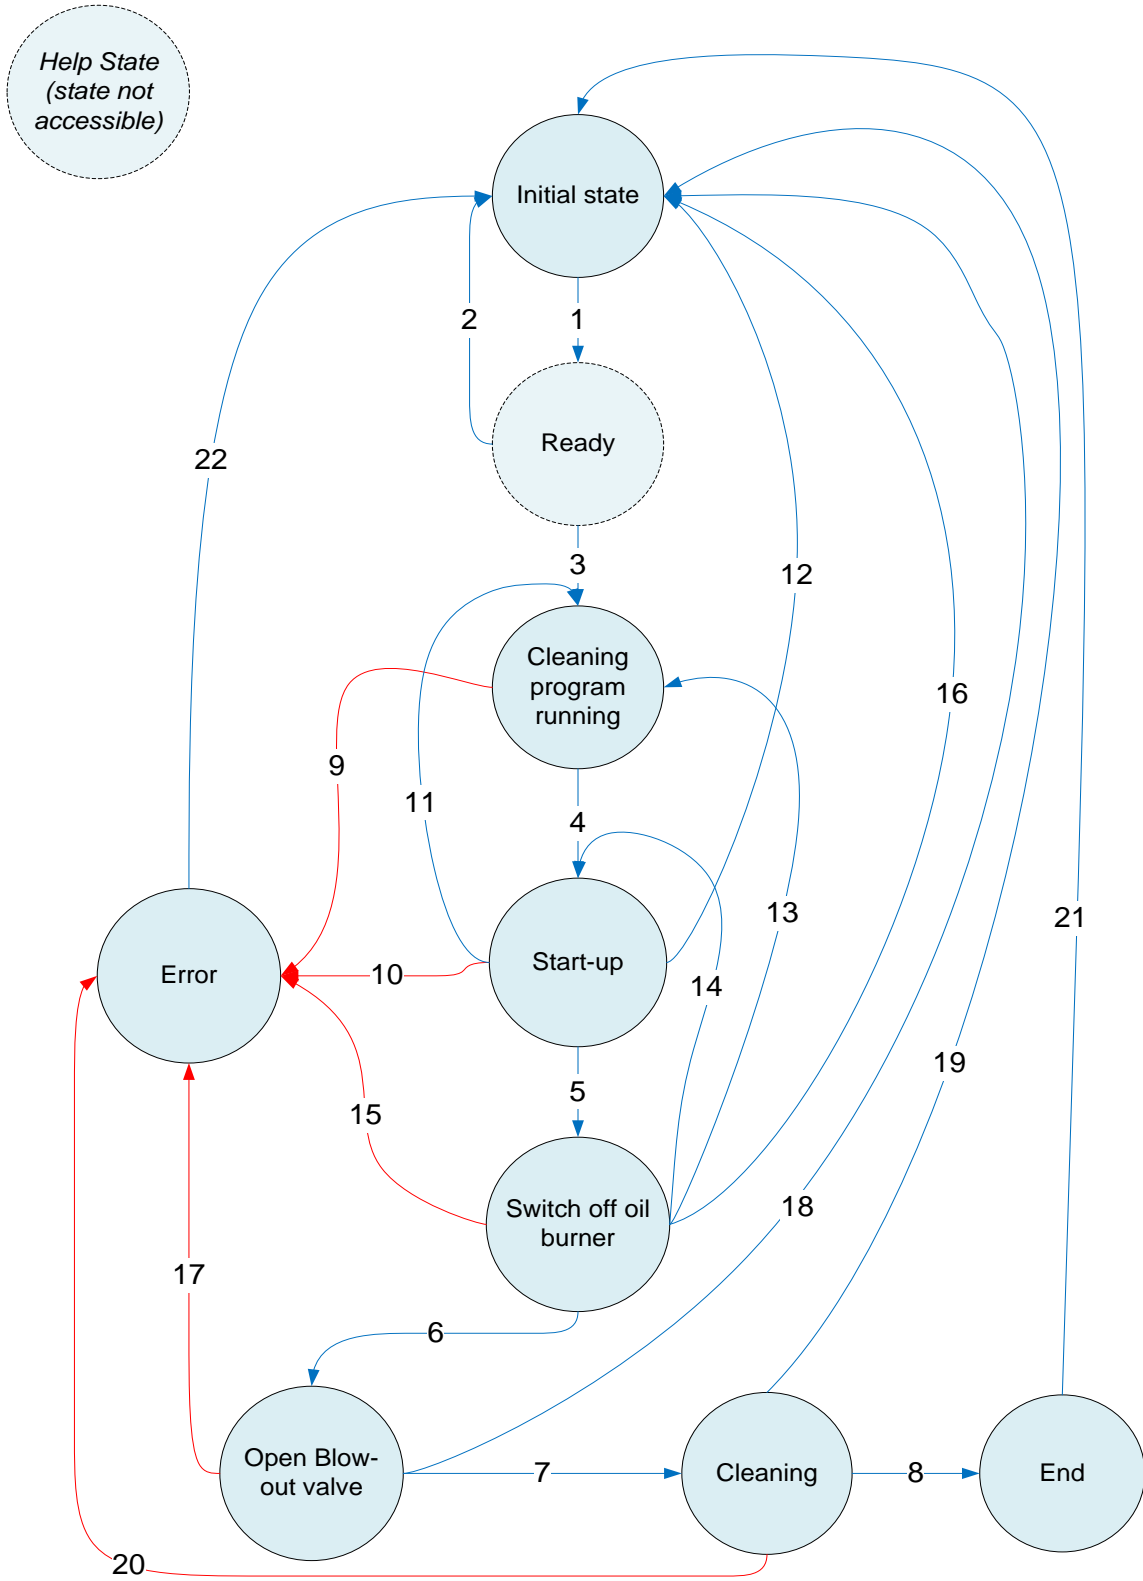 Help State
(state not
accessible)
Initial state
2
1
Ready
22
3
12
Cleaning
program
running
16
9
11
4
13
21
Start-up
Error
10
14
19
5
15
Switch off oil
burner
18
17
6
Open Blow-
out valve
7
Cleaning
8
End
20